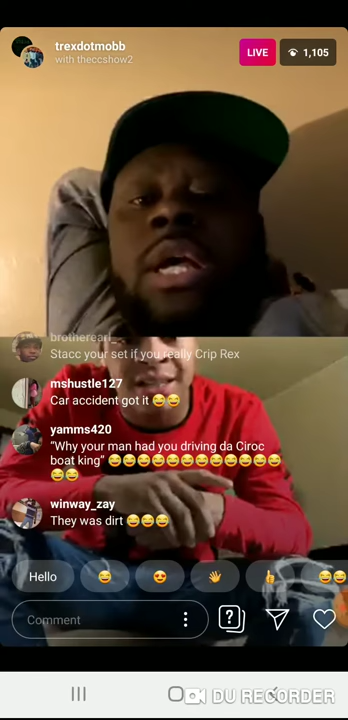 trexdotmobb
with theccshow2
LIVE
1,105
brotherearl_
Stacc your set if you really Crip Rex
mshustle127
Car accident got it 😂😂
yamms420
"Why your man had you driving da Ciroc
boat king" 😂😂😂😂😂😂😂😂😂😂😂😂
😂😂
winway_zay
They was dirt 😂😂😂
Hello
Comment
DU RECORDER